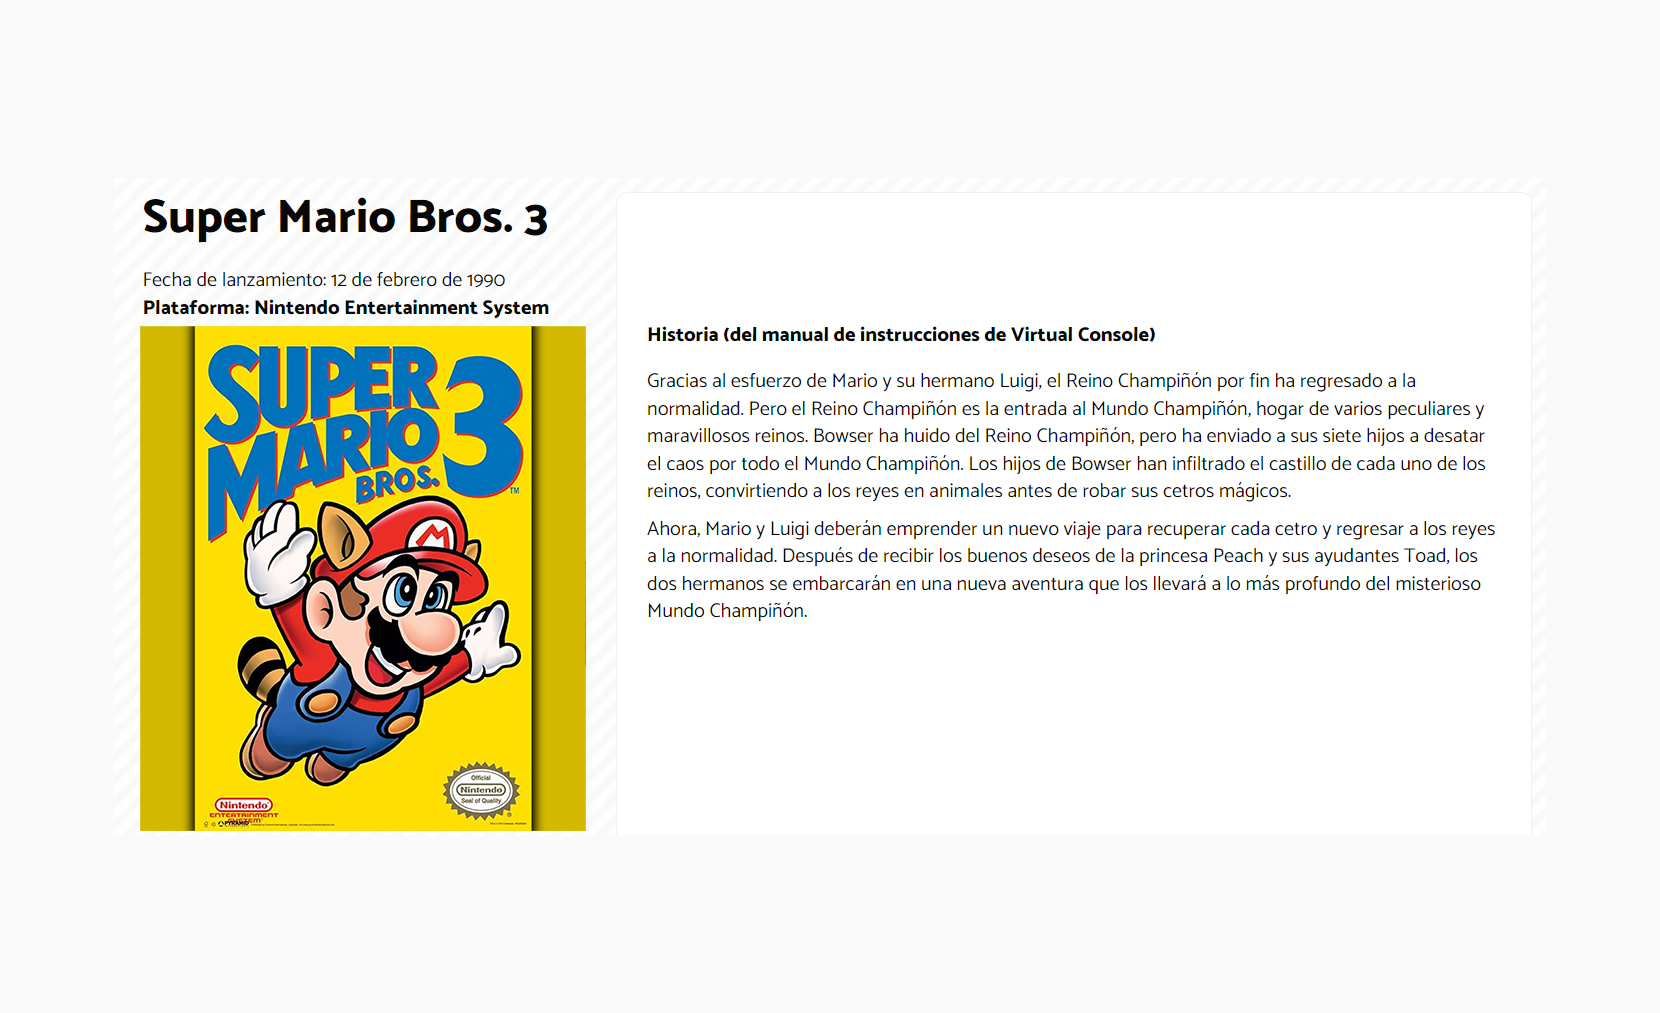 Super Mario Bros. 3
Fecha de lanzamiento: 12 de febrero de 1990
Plataforma: Nintendo Entertainment System
SUPER
MARIO
BROS.
3
TM
M
Official
Nintendo
Seal of Quality
®
Nintendo®
ENTERTAINMENT
SYSTEM®
PYRAMID
Historia (del manual de instrucciones de Virtual Console)
Gracias al esfuerzo de Mario y su hermano Luigi, el Reino Champiñón por fin ha regresado a la
normalidad. Pero el Reino Champiñón es la entrada al Mundo Champiñón, hogar de varios peculiares y
maravillosos reinos. Bowser ha huido del Reino Champiñón, pero ha enviado a sus siete hijos a desatar
el caos por todo el Mundo Champiñón. Los hijos de Bowser han infiltrado el castillo de cada uno de los
reinos, convirtiendo a los reyes en animales antes de robar sus cetros mágicos.
Ahora, Mario y Luigi deberán emprender un nuevo viaje para recuperar cada cetro y regresar a los reyes
a la normalidad. Después de recibir los buenos deseos de la princesa Peach y sus ayudantes Toad, los
dos hermanos se embarcarán en una nueva aventura que los llevará a lo más profundo del misterioso
Mundo Champiñón.